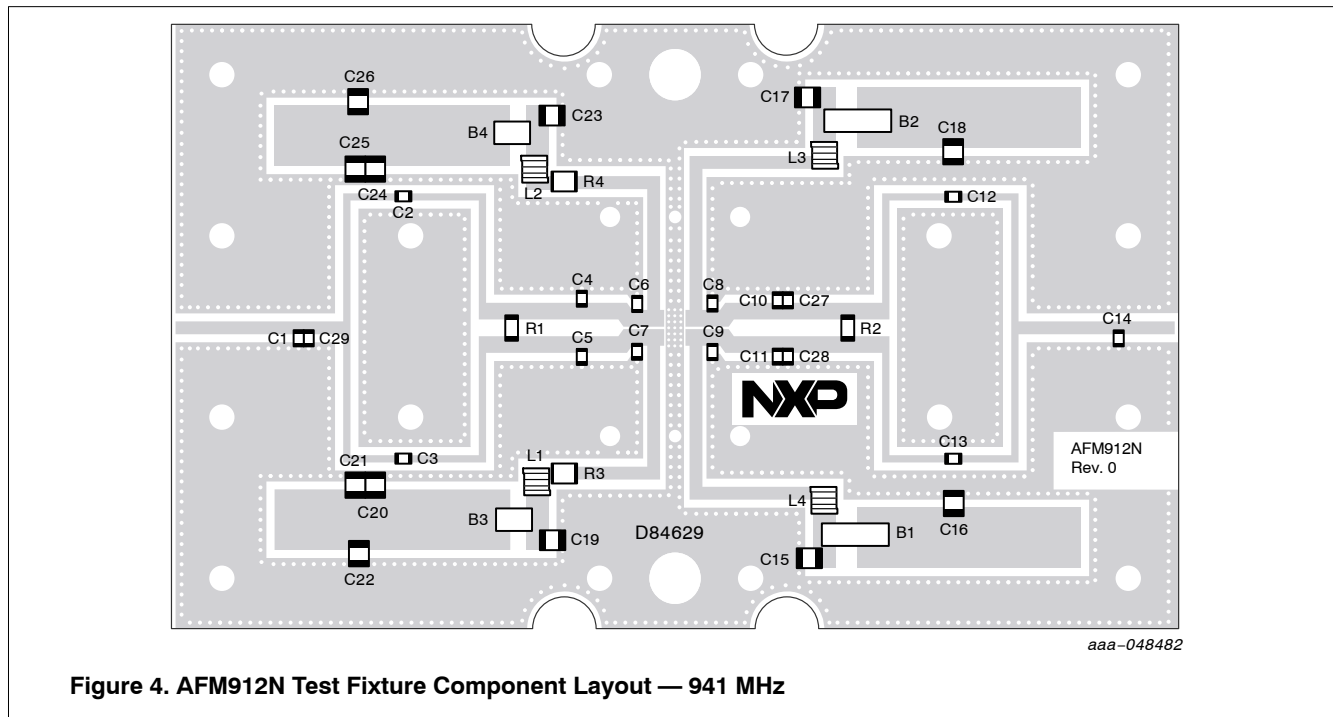 C26
C17
C23
B2
B4
C18
C25
L3
R4
C24
L2
C2
C12
C4
C6
C8
C10
C27
C14
R1
R2
C1
C29
C5
C7
C9
C11
C28
NXP
C13
AFM912N
Rev. 0
C21
C3
L1
R3
L4
C20
B3
C16
C19
D84629
B1
C22
C15
aaa–048482
Figure 4. AFM912N Test Fixture Component Layout — 941 MHz